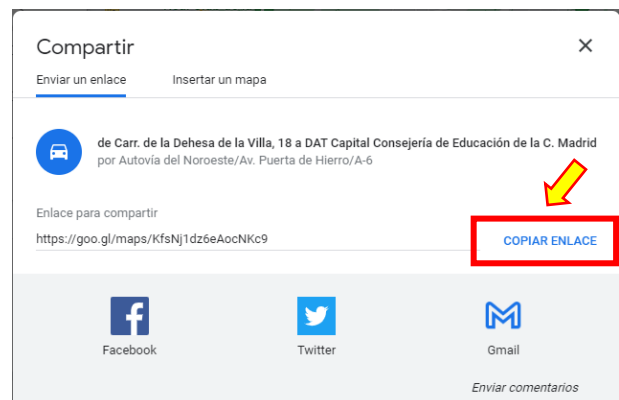 Compartir
Enviar un enlace Insertar un mapa
de Carr. de la Dehesa de la Villa, 18 a DAT Capital Consejería de Educación de la C. Madrid
por Autovía del Noroeste/Av. Puerta de Hierro/A-6
Enlace para compartir
https://goo.gl/maps/KfsNj1dz6eAocNKc9 COPIAR ENLACE
Facebook Twitter Gmail
Enviar comentarios